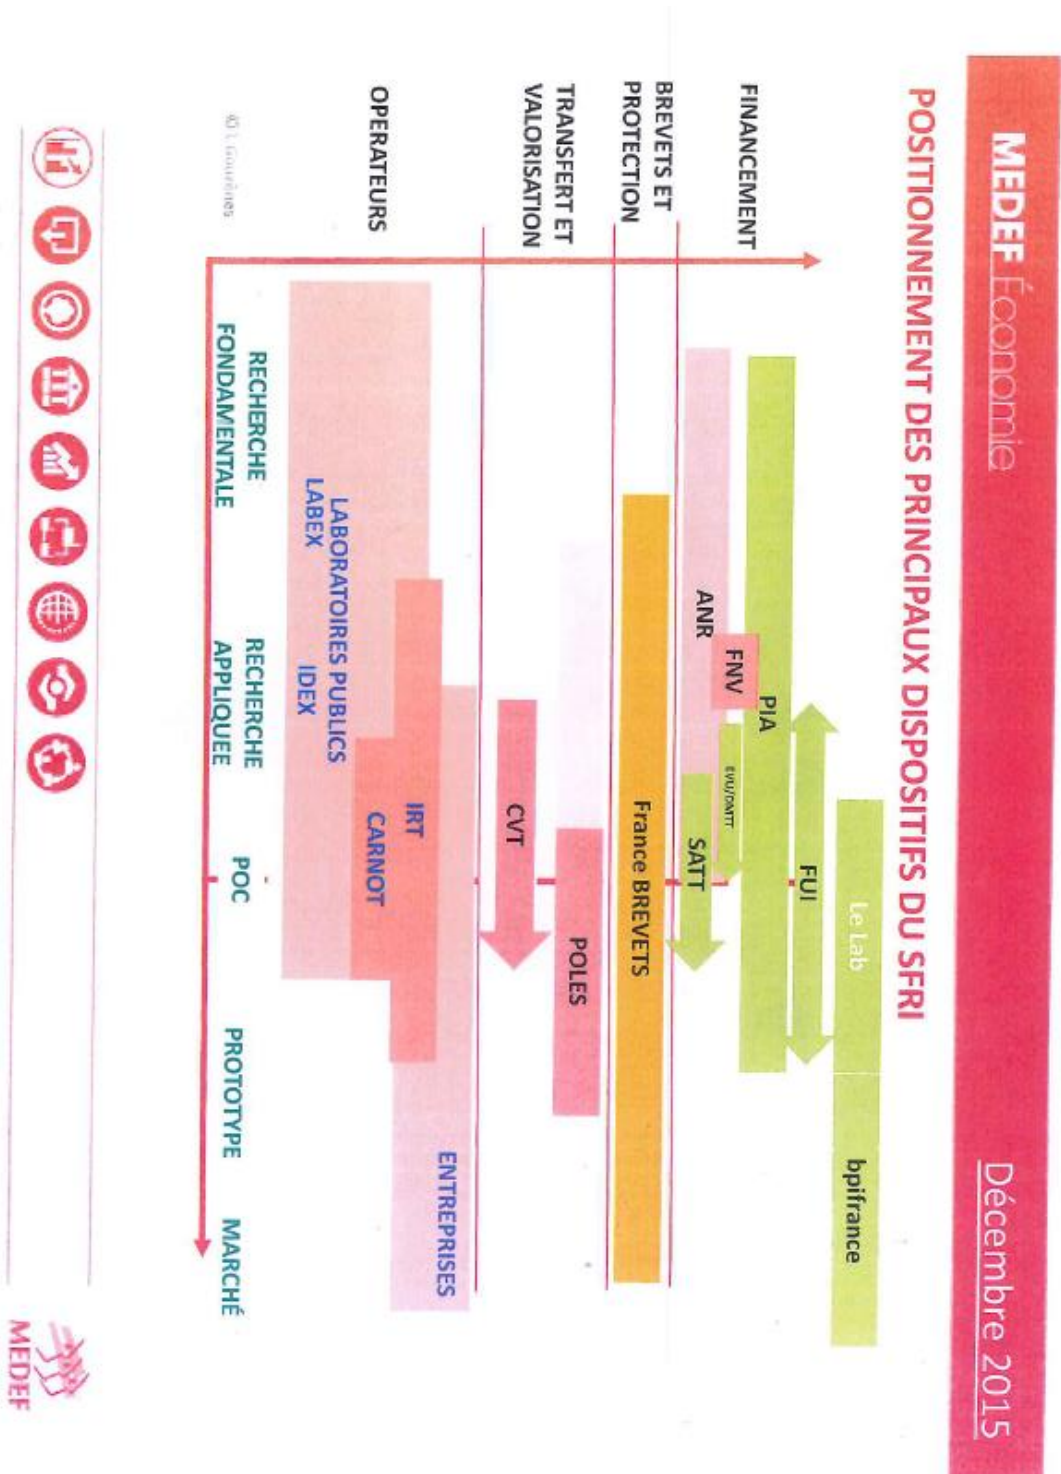 MEDEF Économie
Décembre 2015
POSITIONNEMENT DES PRINCIPAUX DISPOSITIFS DU SFRI
FINANCEMENT
Le Lab
bpifrance
FUI
PIA
FNV
EVU/DMTT
ANR
SATT
BREVETS ET
PROTECTION
France BREVETS
TRANSFERT ET
VALORISATION
POLES
CVT
OPERATEURS
ENTREPRISES
IRT
CARNOT
LABORATOIRES PUBLICS
LABEX
IDEX
RECHERCHE
FONDAMENTALE
RECHERCHE
APPLIQUEE
POC
PROTOTYPE
MARCHÉ
MEDEF